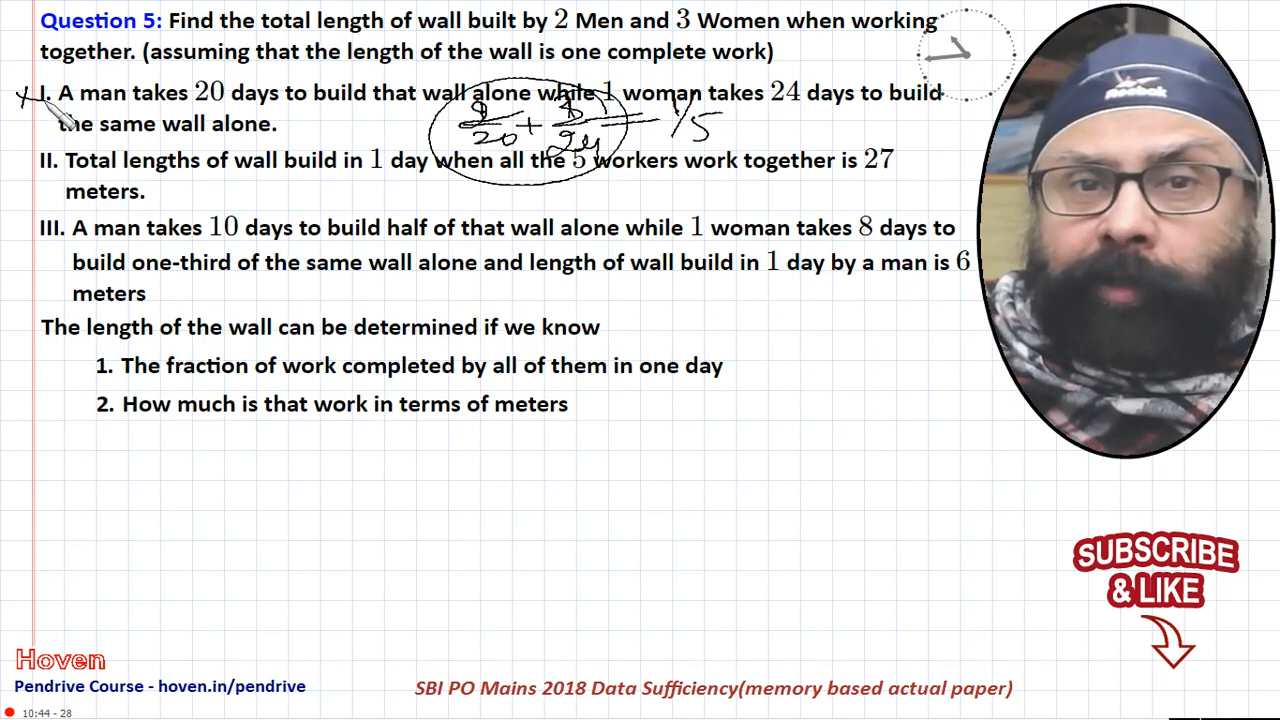 Question 5: Find the total length of wall built by 2 Men and 3 Women when working
together. (assuming that the length of the wall is one complete work)
I. A man takes 20 days to build that wall alone while 1 woman takes 24 days to build
the same wall alone.
II. Total lengths of wall build in 1 day when all the 5 workers work together is 27
meters.
III. A man takes 10 days to build half of that wall alone while 1 woman takes 8 days to
build one-third of the same wall alone and length of wall build in 1 day by a man is 6
meters
The length of the wall can be determined if we know
1. The fraction of work completed by all of them in one day
2. How much is that work in terms of meters
Reebok
SUBSCRIBE
& LIKE
Hoven
Pendrive Course - hoven.in/pendrive
SBI PO Mains 2018 Data Sufficiency(memory based actual paper)
10:44 - 28